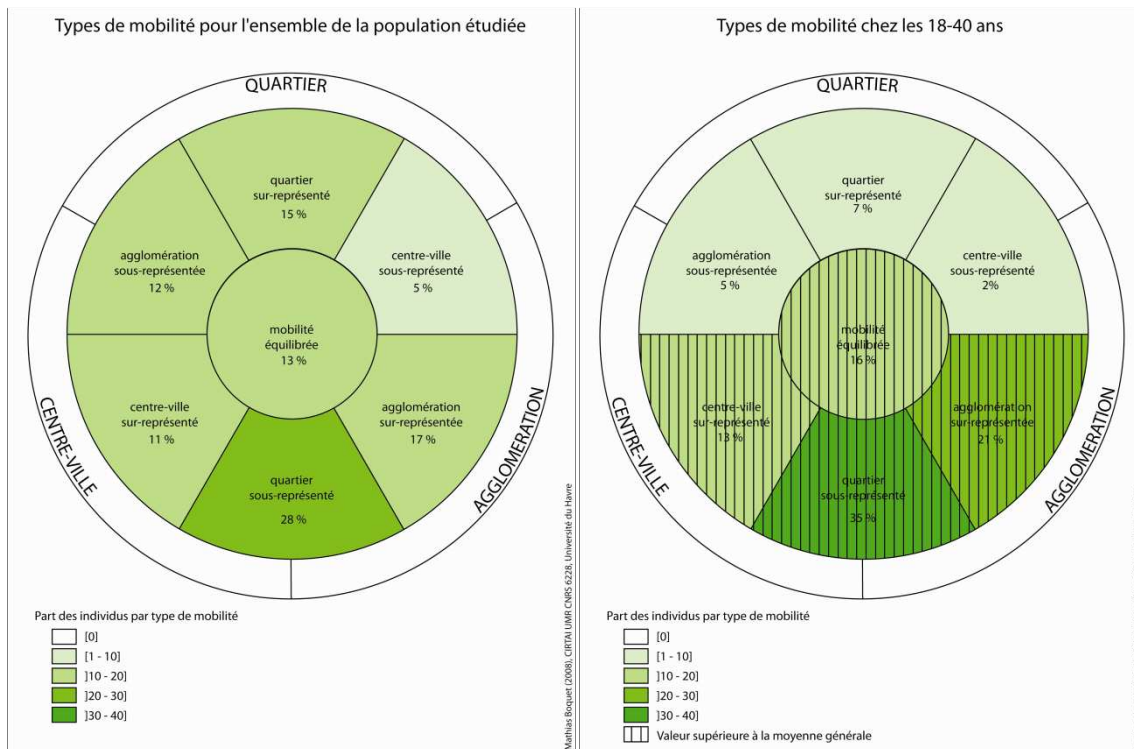 Types de mobilité pour l'ensemble de la population étudiée
QUARTIER
quartier
sur-représenté
15 %
agglomération
sous-représentée
12 %
centre-ville
sous-représenté
5 %
mobilité
équilibrée
13 %
centre-ville
sur-représenté
11 %
agglomération
sur-représentée
17 %
quartier
sous-représenté
28 %
CENTRE-VILLE
AGGLOMERATION
Part des individus par type de mobilité
[0]
[1 - 10]
]10 - 20]
]20 - 30]
]30 - 40]
Mathias Boquet (2008), CIRTAI UMR CNRS 6228, Université du Havre
Types de mobilité chez les 18-40 ans
QUARTIER
quartier
sur-représenté
7 %
agglomération
sous-représentée
5 %
centre-ville
sous-représenté
2%
mobilité
équilibrée
16 %
centre-ville
sur-représenté
13 %
agglomération
sur-représentée
21 %
quartier
sous-représenté
35 %
CENTRE-VILLE
AGGLOMERATION
Part des individus par type de mobilité
[0]
[1 - 10]
]10 - 20]
]20 - 30]
]30 - 40]
Valeur supérieure à la moyenne générale